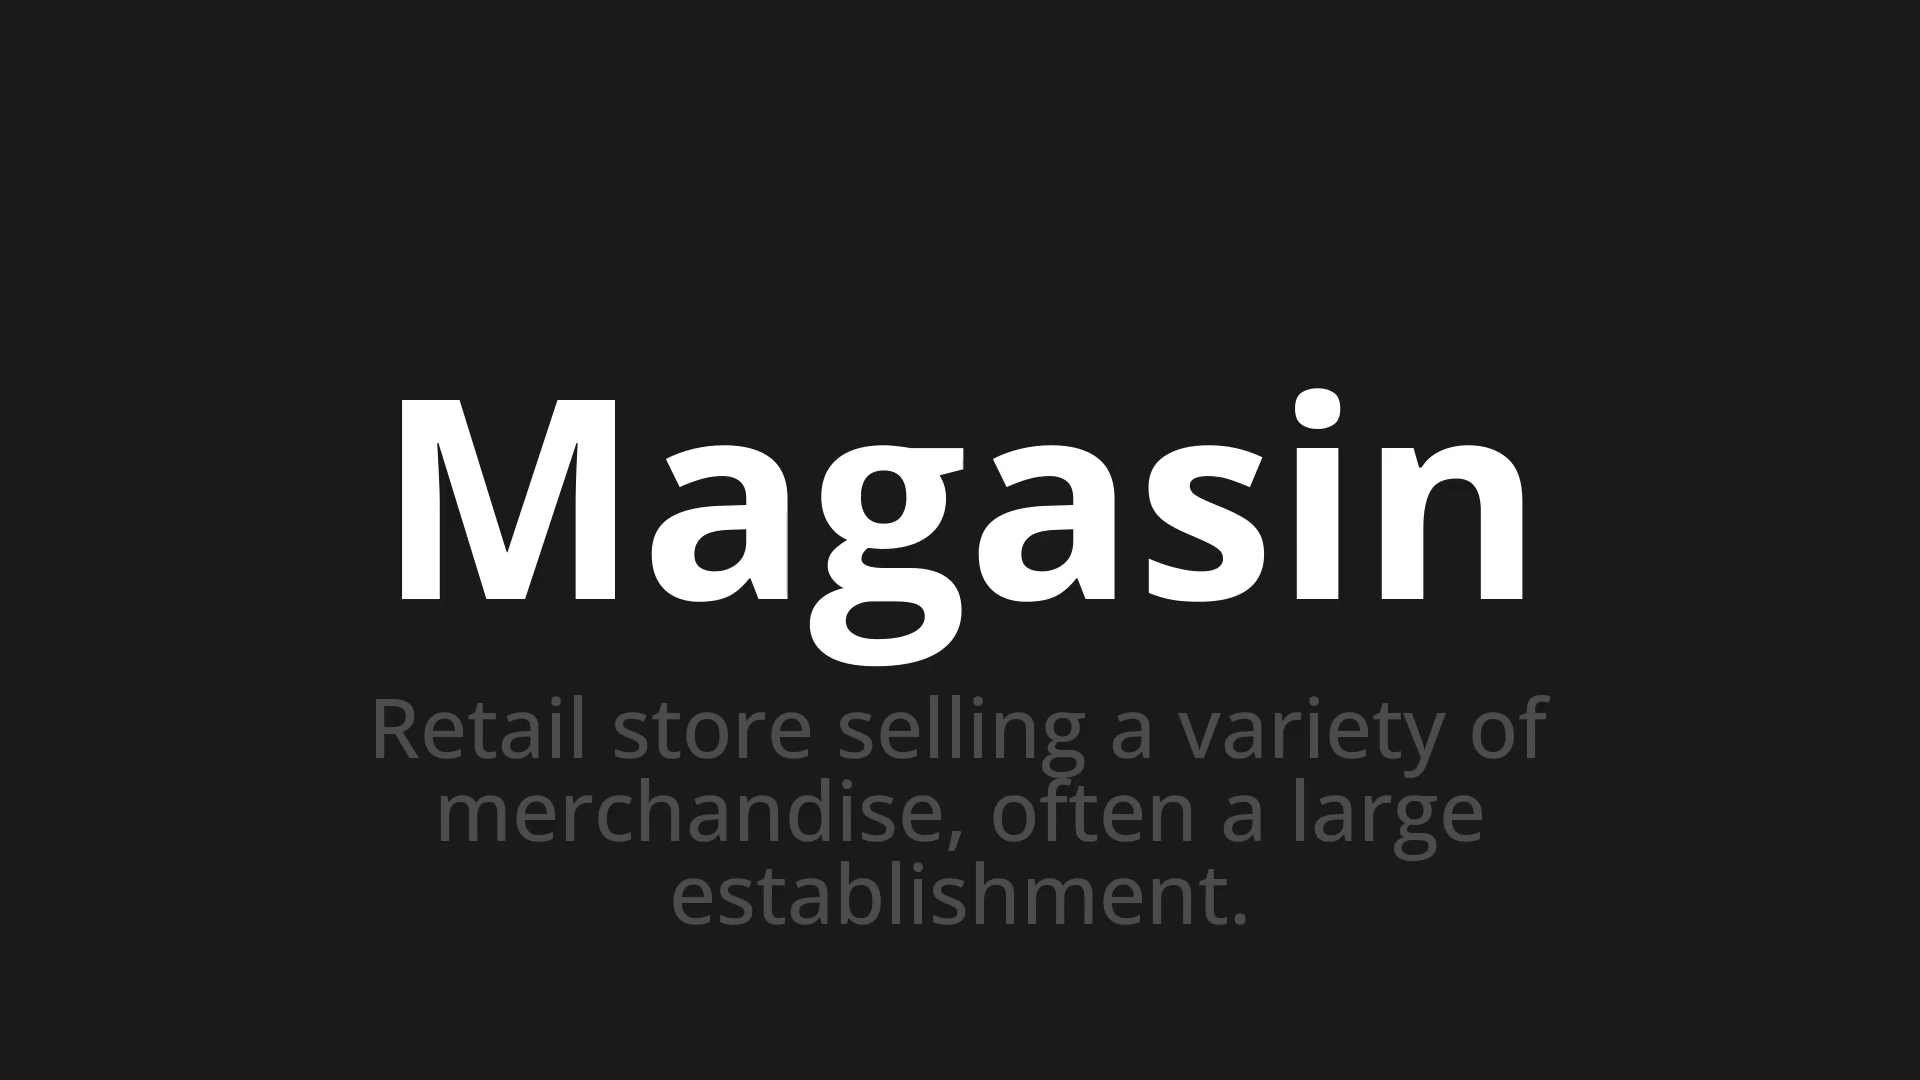 Magasin
Retail store selling a variety of
merchandise, often a large
establishment.